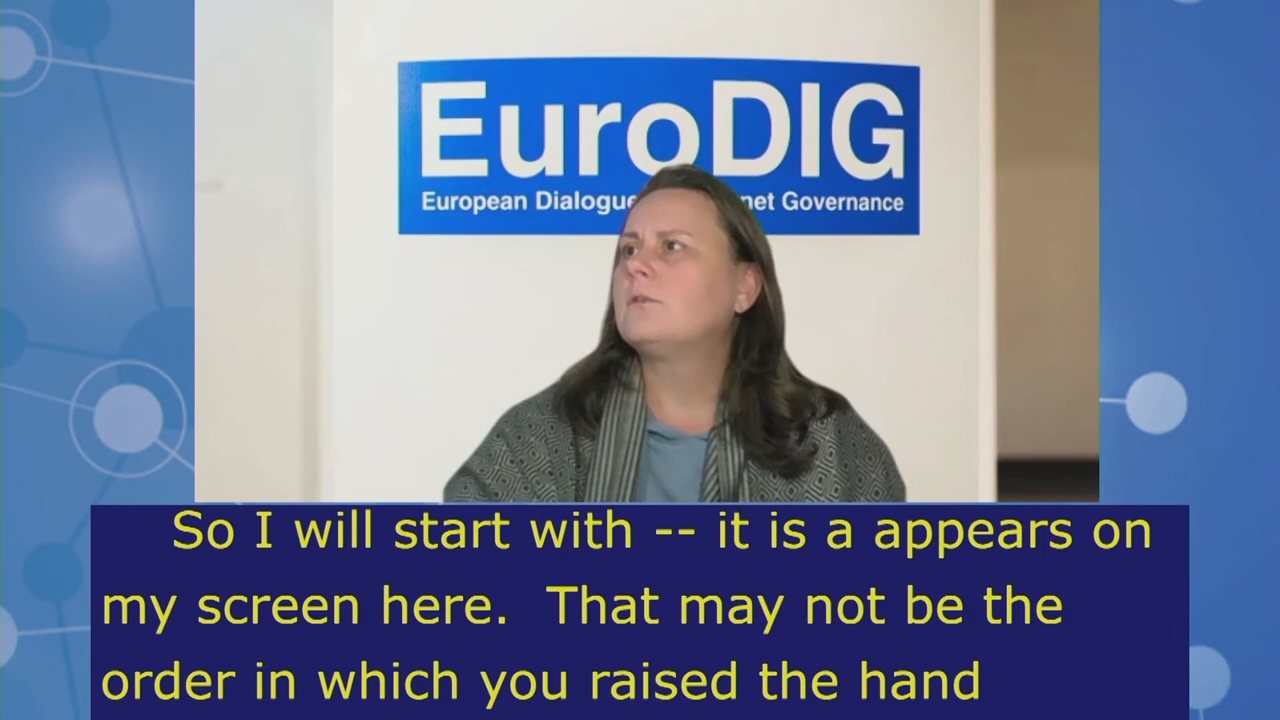 EuroDIG
European Dialogue net Governance
So I will start with -- it is a appears on
my screen here.  That may not be the
order in which you raised the hand